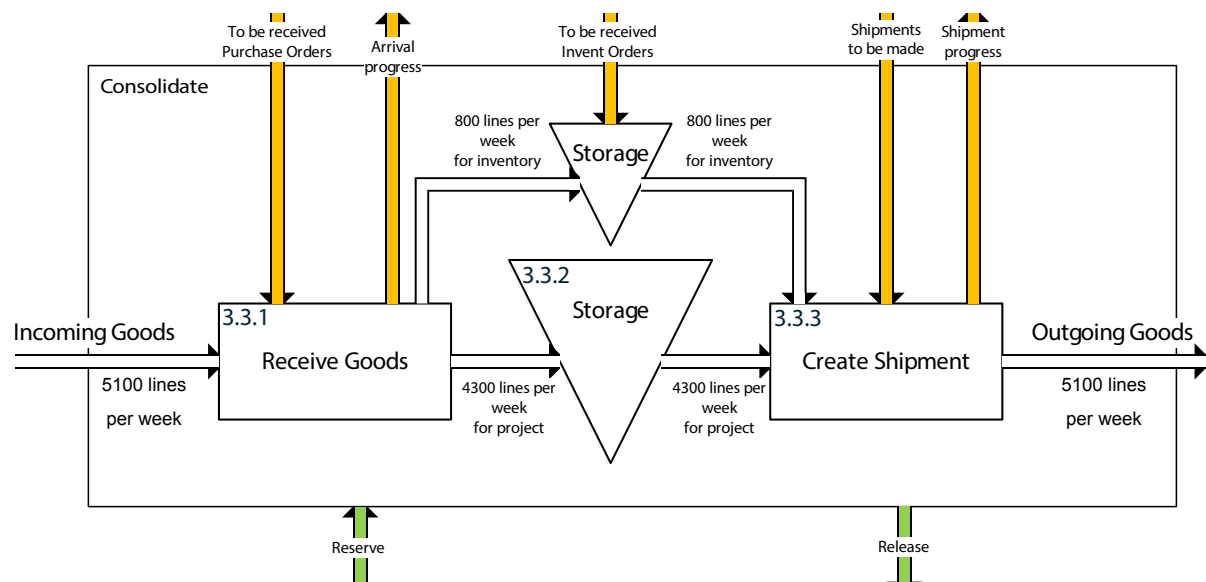 To be received
Purchase Orders
Arrival
progress
To be received
Invent Orders
Shipments
to be made
Shipment
progress
Consolidate
800 lines per
week
for inventory
Storage
800 lines per
week
for inventory
3.3.2
Storage
Incoming Goods
5100 lines
per week
3.3.1
Receive Goods
4300 lines per
week
for project
4300 lines per
week
for project
3.3.3
Create Shipment
Outgoing Goods
5100 lines
per week
Reserve
Release